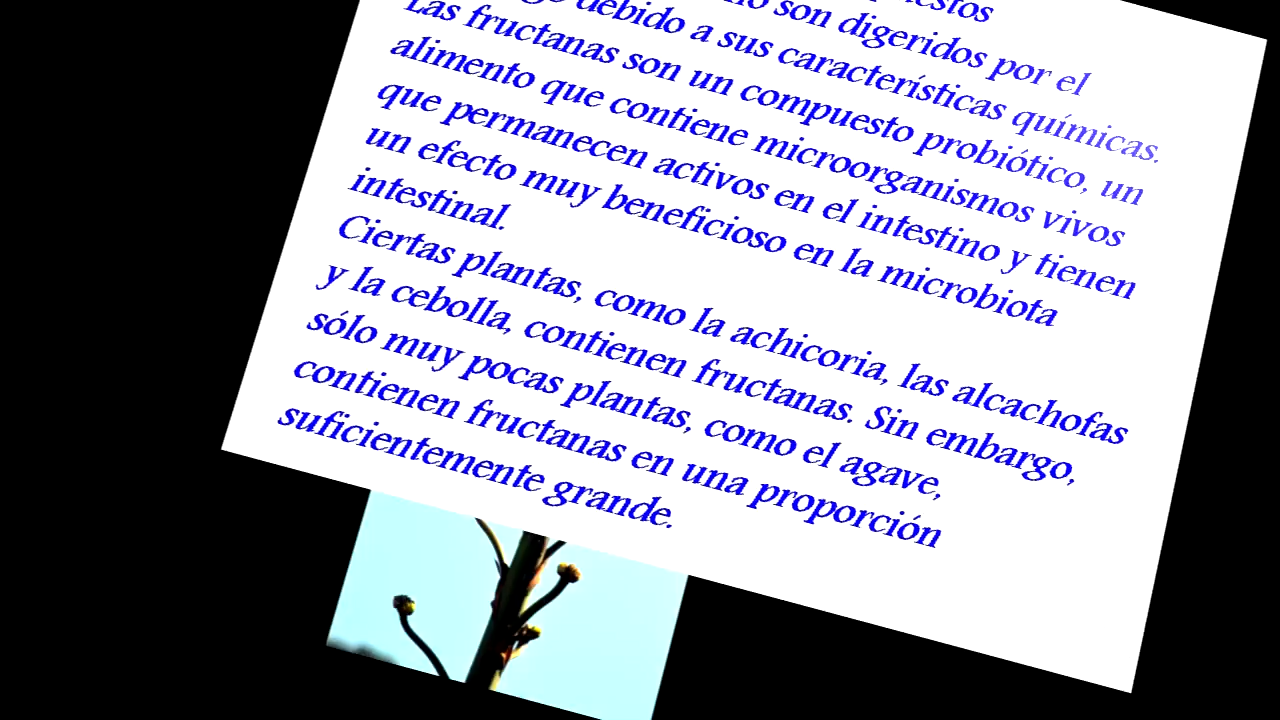 son digeridos por el
debido a sus características químicas.
Las fructanas son un compuesto probiótico, un
alimento que contiene microorganismos vivos
que permanecen activos en el intestino y tienen
un efecto muy beneficioso en la microbiota
intestinal.
Ciertas plantas, como la achicoria, las alcachofas
y la cebolla, contienen fructanas. Sin embargo,
sólo muy pocas plantas, como el agave,
contienen fructanas en una proporción
suficientemente grande.